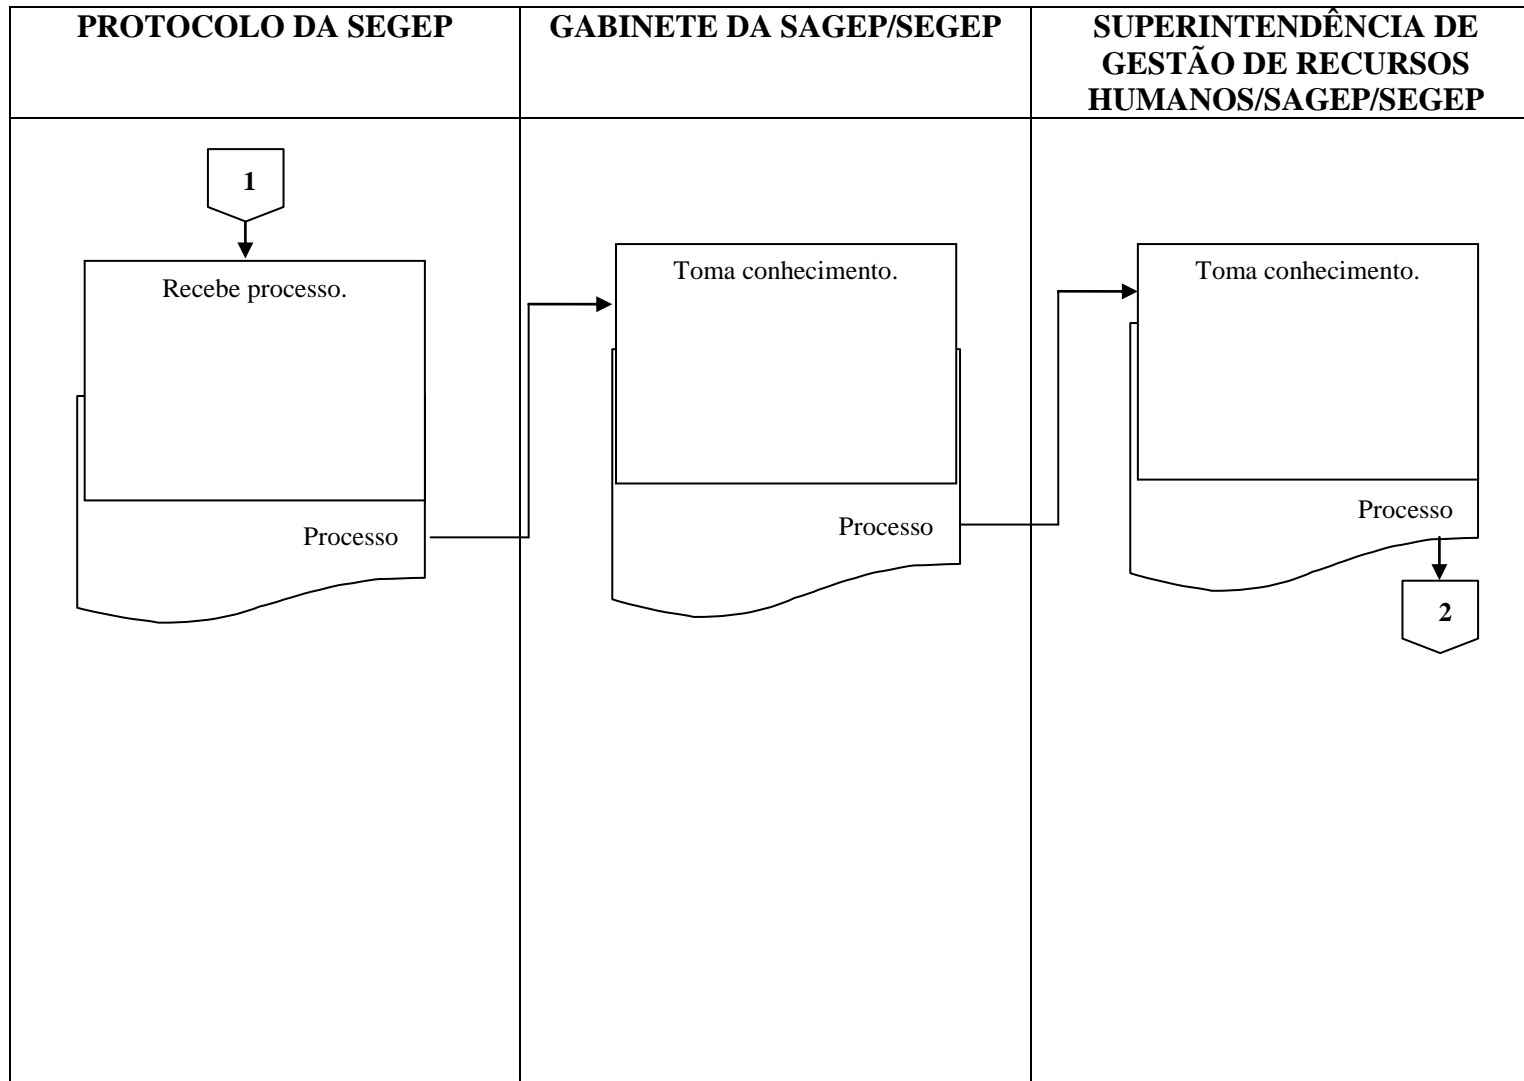 PROTOCOLO DA SEGEP
GABINETE DA SAGEP/SEGEP
SUPERINTENDÊNCIA DE
GESTÃO DE RECURSOS
HUMANOS/SAGEP/SEGEP
1
Recebe processo.
Processo
Toma conhecimento.
Processo
Toma conhecimento.
Processo
2